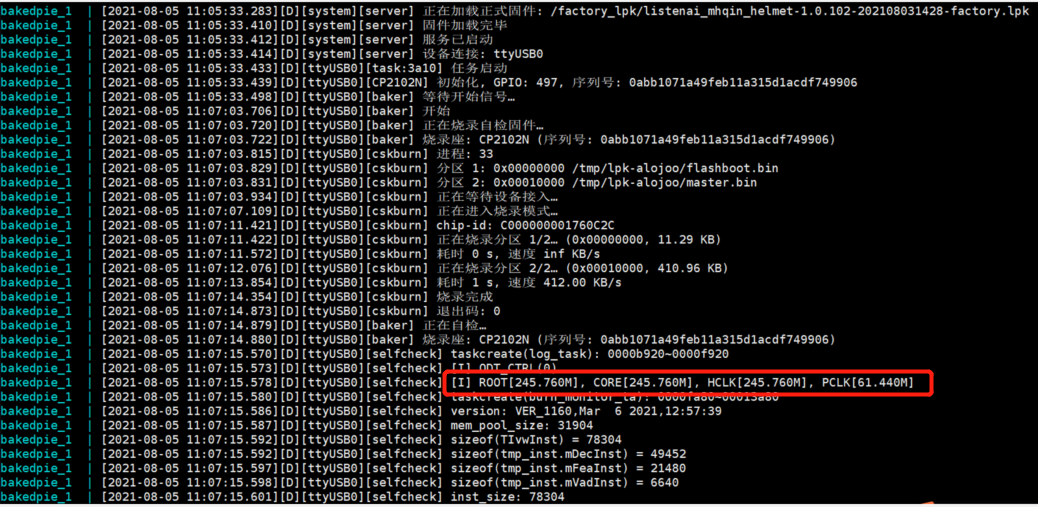 bakedpie_1 | [2021-08-05 11:05:33.283][D][system][server] 正在加载正式固件: /factory_lpk/listenai_mhqin_helmet-1.0.102-202108031428-factory.lpk
bakedpie_1 | [2021-08-05 11:05:33.410][D][system][server] 固件加载完毕
bakedpie_1 | [2021-08-05 11:05:33.412][D][system][server] 服务已启动
bakedpie_1 | [2021-08-05 11:05:33.414][D][system][server] 设备连接: ttyUSB0
bakedpie_1 | [2021-08-05 11:05:33.433][D][ttyUSB0][task:3a10] 任务启动
bakedpie_1 | [2021-08-05 11:05:33.439][D][ttyUSB0][CP2102N] 初始化, GPIO: 497, 序列号: 0abb1071a49feb11a315d1acdf749906
bakedpie_1 | [2021-08-05 11:05:33.498][D][ttyUSB0][baker] 等待开始信号…
bakedpie_1 | [2021-08-05 11:07:03.706][D][ttyUSB0][baker] 开始
bakedpie_1 | [2021-08-05 11:07:03.720][D][ttyUSB0][baker] 正在烧录自检固件…
bakedpie_1 | [2021-08-05 11:07:03.722][D][ttyUSB0][baker] 烧录座: CP2102N (序列号: 0abb1071a49feb11a315d1acdf749906)
bakedpie_1 | [2021-08-05 11:07:03.815][D][ttyUSB0][cskburn] 进程: 33
bakedpie_1 | [2021-08-05 11:07:03.829][D][ttyUSB0][cskburn] 分区 1: 0x00000000 /tmp/lpk-alojoo/flashboot.bin
bakedpie_1 | [2021-08-05 11:07:03.831][D][ttyUSB0][cskburn] 分区 2: 0x00010000 /tmp/lpk-alojoo/master.bin
bakedpie_1 | [2021-08-05 11:07:03.934][D][ttyUSB0][cskburn] 正在等待设备接入…
bakedpie_1 | [2021-08-05 11:07:07.109][D][ttyUSB0][cskburn] 正在进入烧录模式…
bakedpie_1 | [2021-08-05 11:07:11.421][D][ttyUSB0][cskburn] chip-id: C000000001760C2C
bakedpie_1 | [2021-08-05 11:07:11.422][D][ttyUSB0][cskburn] 正在烧录分区 1/2… (0x00000000, 11.29 KB)
bakedpie_1 | [2021-08-05 11:07:11.572][D][ttyUSB0][cskburn] 耗时 0 s, 速度 inf KB/s
bakedpie_1 | [2021-08-05 11:07:12.076][D][ttyUSB0][cskburn] 正在烧录分区 2/2… (0x00010000, 410.96 KB)
bakedpie_1 | [2021-08-05 11:07:13.854][D][ttyUSB0][cskburn] 耗时 1 s, 速度 412.00 KB/s
bakedpie_1 | [2021-08-05 11:07:14.354][D][ttyUSB0][cskburn] 烧录完成
bakedpie_1 | [2021-08-05 11:07:14.873][D][ttyUSB0][cskburn] 退出码: 0
bakedpie_1 | [2021-08-05 11:07:14.879][D][ttyUSB0][baker] 正在自检…
bakedpie_1 | [2021-08-05 11:07:14.880][D][ttyUSB0][baker] 烧录座: CP2102N (序列号: 0abb1071a49feb11a315d1acdf749906)
bakedpie_1 | [2021-08-05 11:07:15.570][D][ttyUSB0][selfcheck] taskcreate(log_task): 0000b920~0000f920
bakedpie_1 | [2021-08-05 11:07:15.573][D][ttyUSB0][selfcheck] [I] ODT_CTRL(0)
bakedpie_1 | [2021-08-05 11:07:15.578][D][ttyUSB0][selfcheck] [I] ROOT[245.760M], CORE[245.760M], HCLK[245.760M], PCLK[61.440M]
bakedpie_1 | [2021-08-05 11:07:15.580][D][ttyUSB0][selfcheck]
bakedpie_1 | [2021-08-05 11:07:15.586][D][ttyUSB0][selfcheck] version: VER_1160,Mar  6 2021,12:57:39
bakedpie_1 | [2021-08-05 11:07:15.587][D][ttyUSB0][selfcheck] mem_pool_size: 31904
bakedpie_1 | [2021-08-05 11:07:15.592][D][ttyUSB0][selfcheck] sizeof(TIvwInst) = 78304
bakedpie_1 | [2021-08-05 11:07:15.592][D][ttyUSB0][selfcheck] sizeof(tmp_inst.mDecInst) = 49452
bakedpie_1 | [2021-08-05 11:07:15.597][D][ttyUSB0][selfcheck] sizeof(tmp_inst.mFeaInst) = 21480
bakedpie_1 | [2021-08-05 11:07:15.598][D][ttyUSB0][selfcheck] sizeof(tmp_inst.mVadInst) = 6640
bakedpie_1 | [2021-08-05 11:07:15.601][D][ttyUSB0][selfcheck] inst_size: 78304